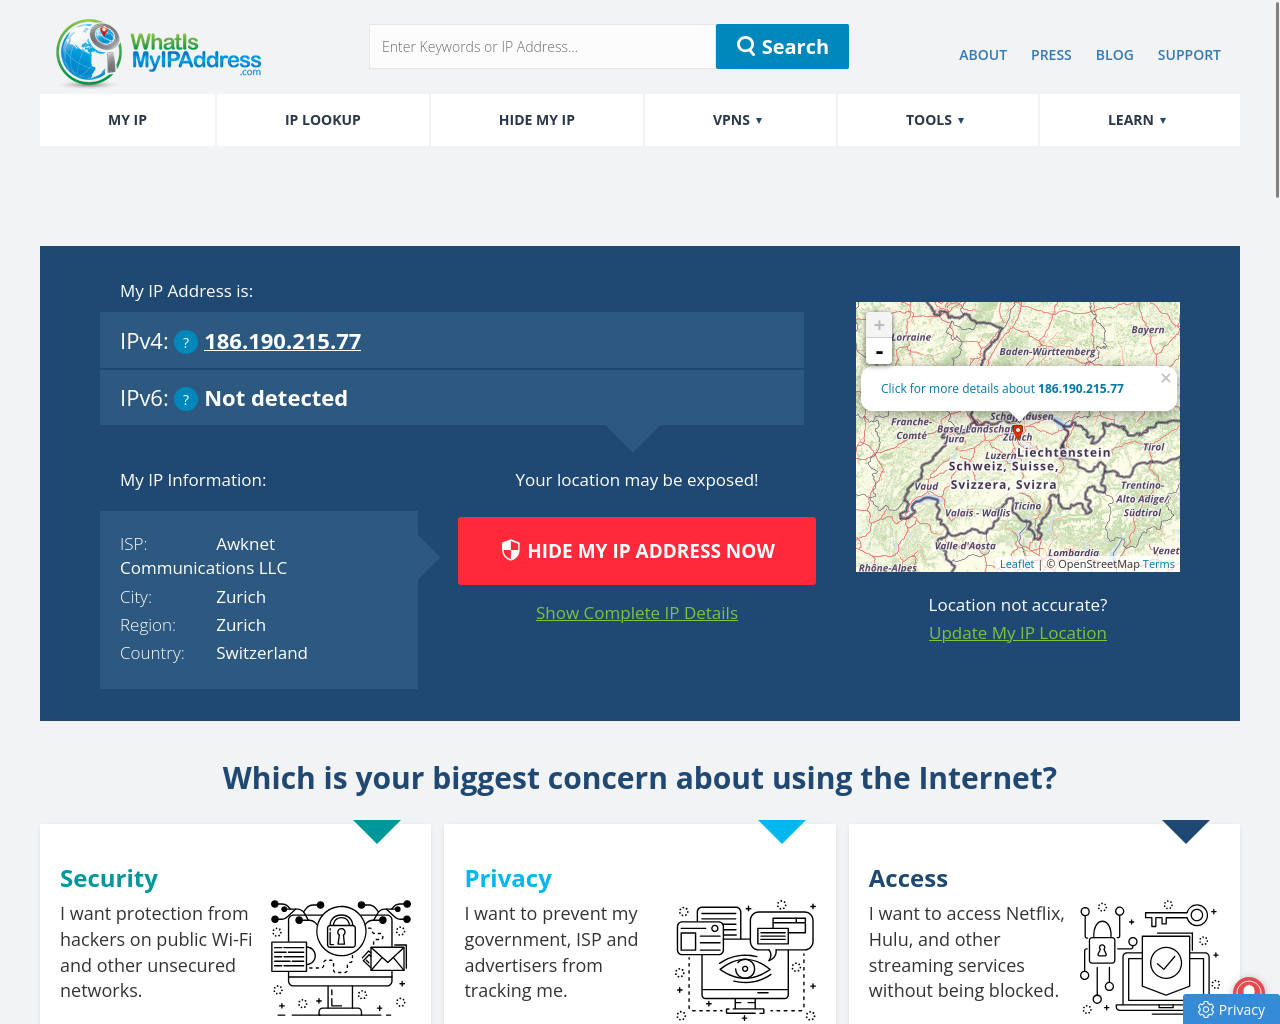 WhatIs
MyIPAddress
.com
Enter Keywords or IP Address...
Search
ABOUT PRESS BLOG SUPPORT
MY IP IP LOOKUP HIDE MY IP VPNS ▼ TOOLS ▼ LEARN ▼
My IP Address is:
IPv4: ? 186.190.215.77
IPv6: ? Not detected
My IP Information:
ISP: Awknet
Communications LLC
City: Zurich
Region: Zurich
Country: Switzerland
Your location may be exposed!
HIDE MY IP ADDRESS NOW
Show Complete IP Details
+
-
Lorraine
Bayern
Baden-Württemberg
Click for more details about 186.190.215.77
×
Franche-
Comté
Basel-Landschaft
Jura
Zürich
Luzern
Liechtenstein
Tirol
Schweiz, Suisse,
Svizzera, Svizra
Vaud
Trentino-
Alto Adige/
Südtirol
Valais - Wallis
Ticino
Valle d'Aosta
Lombardia
Venet
Rhône-Alpes
Leaflet | © OpenStreetMap Terms
Location not accurate?
Update My IP Location
Which is your biggest concern about using the Internet?
Security
I want protection from
hackers on public Wi-Fi
and other unsecured
networks.
Privacy
I want to prevent my
government, ISP and
advertisers from
tracking me.
Access
I want to access Netflix,
Hulu, and other
streaming services
without being blocked.
Privacy